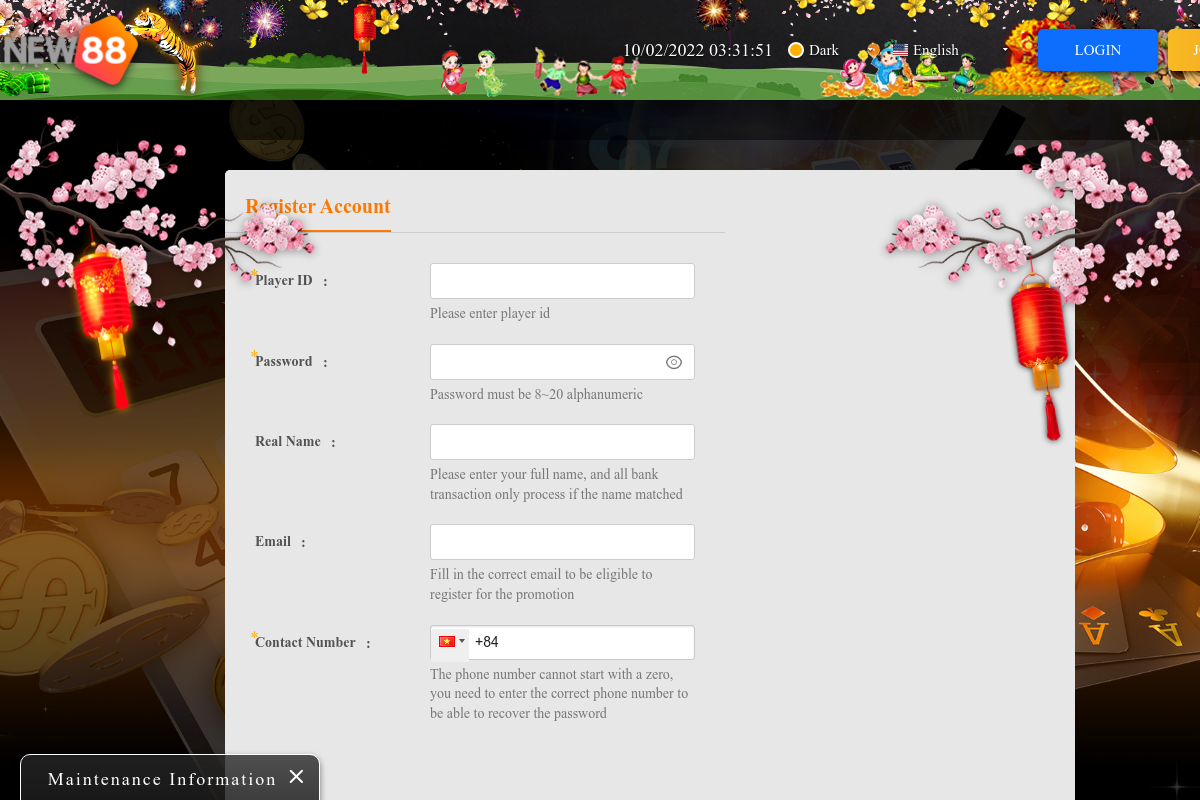 NEW88
10/02/2022 03:31:51
Dark
English
LOGIN
Register Account
*Player ID :
Please enter player id
*Password :
Password must be 8~20 alphanumeric
Real Name :
Please enter your full name, and all bank
transaction only process if the name matched
Email :
Fill in the correct email to be eligible to
register for the promotion
*Contact Number :
+84
The phone number cannot start with a zero,
you need to enter the correct phone number to
be able to recover the password
Maintenance Information